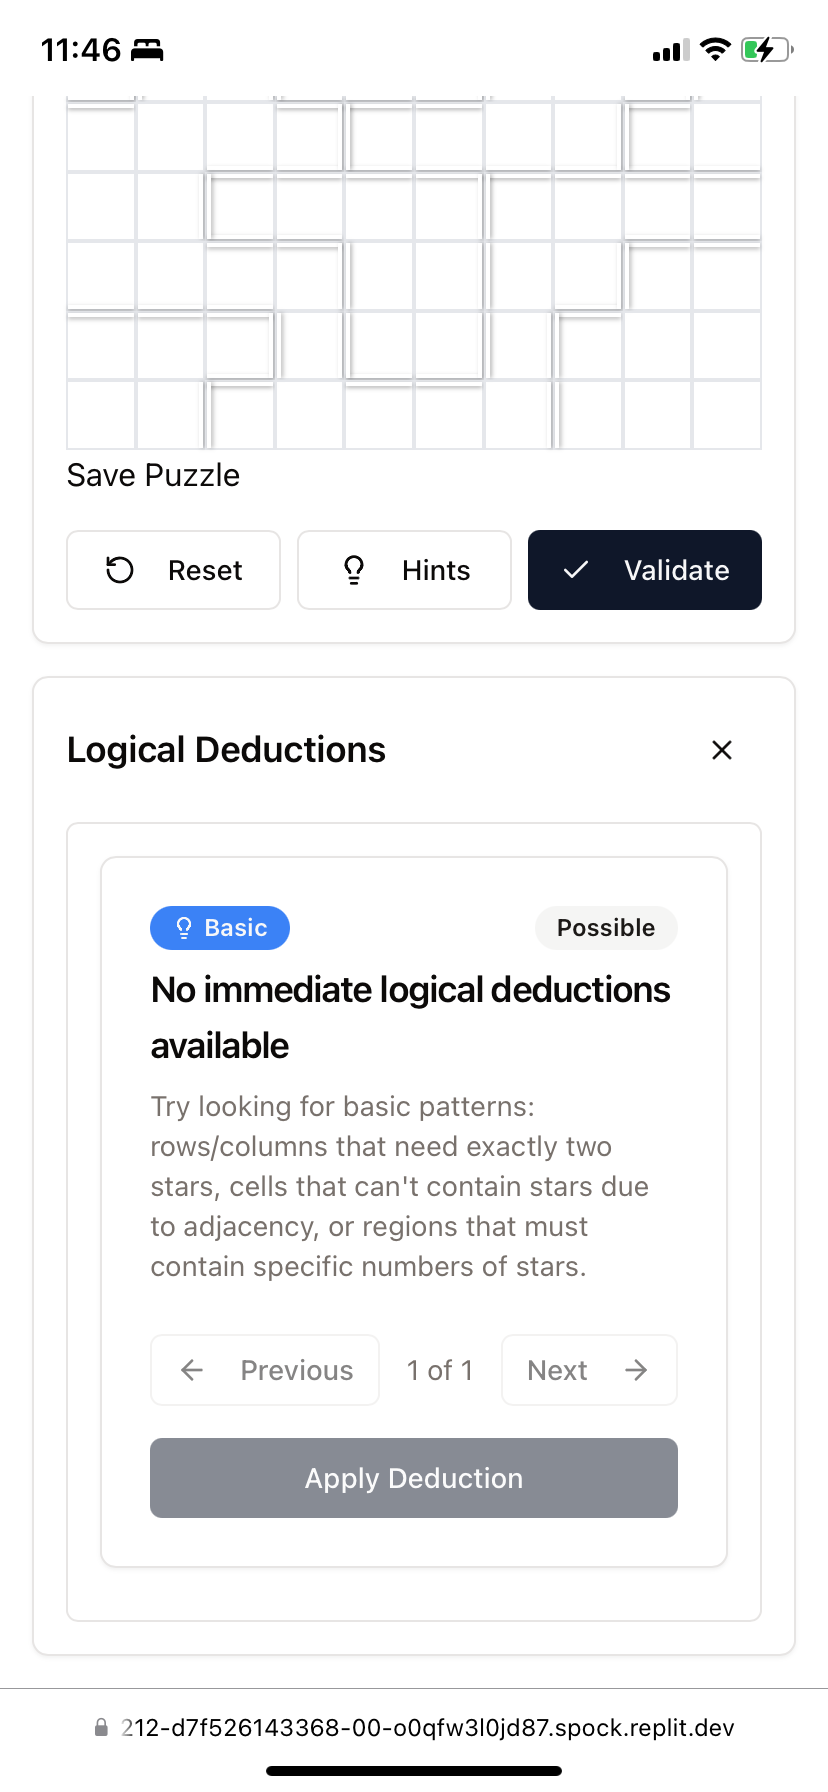 11:46
Save Puzzle
Reset
Hints
Validate
Logical Deductions
Basic
Possible
No immediate logical deductions
available
Try looking for basic patterns:
rows/columns that need exactly two
stars, cells that can't contain stars due
to adjacency, or regions that must
contain specific numbers of stars.
Previous
1 of 1
Next
Apply Deduction
212-d7f526143368-00-o0qfw3l0jd87.spock.replit.dev